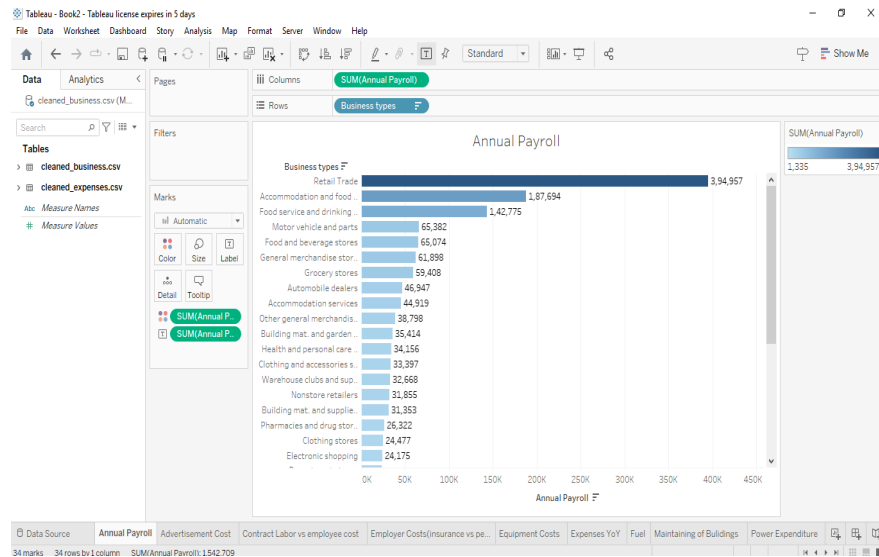 Tableau - Book2 - Tableau license expires in 5 days
File Data Worksheet Dashboard Story Analysis Map Format Server Window Help
Standard
Show Me
Data Analytics
cleaned_business.csv (M...
Search
Tables
cleaned_business.csv
cleaned_expenses.csv
Abc Measure Names
# Measure Values
Pages
Filters
Marks
Automatic
Color Size Label
Detail Tooltip
SUM(Annual P..
SUM(Annual P..
Columns SUM(Annual Payroll)
Rows Business types
Annual Payroll
Business types
Retail Trade 3,94,957
Accommodation and food .. 1,87,694
Food service and drinking .. 1,42,775
Motor vehicle and parts 65,382
Food and beverage stores 65,074
General merchandise stor.. 61,898
Grocery stores 59,408
Automobile dealers 46,947
Accommodation services 44,919
Other general merchandis.. 38,798
Building mat. and garden .. 35,414
Health and personal care .. 34,156
Clothing and accessories s.. 33,397
Warehouse clubs and sup.. 32,668
Nonstore retailers 31,855
Building mat. and supplie.. 31,353
Pharmacies and drug stor.. 26,322
Clothing stores 24,477
Electronic shopping 24,175
0K 50K 100K 150K 200K 250K 300K 350K 400K 450K
Annual Payroll
SUM(Annual Payroll)
1,335 3,94,957
Data Source Annual Payroll Advertisement Cost Contract Labor vs employee cost Employer Costs(insurance vs pe... Equipment Costs Expenses YoY Fuel Maintaining of Bulidings Power Expenditure
34 marks 34 rows by 1 column SUM(Annual Payroll): 1,542,709